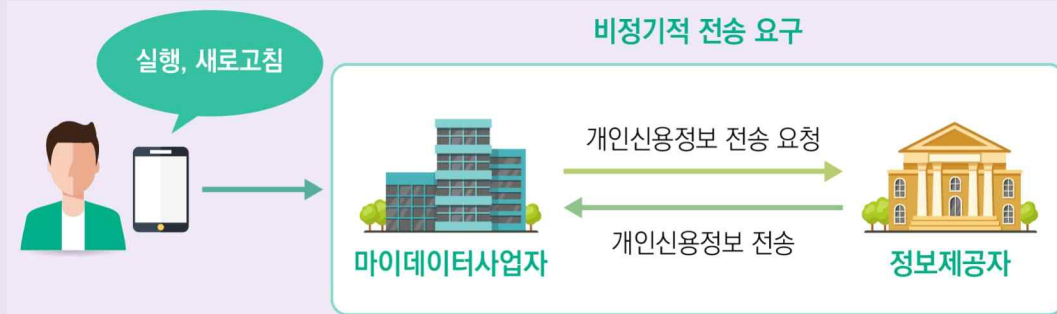 비정기적 전송 요구
실행, 새로고침
개인신용정보 전송 요청
개인신용정보 전송
마이데이터사업자
정보제공자